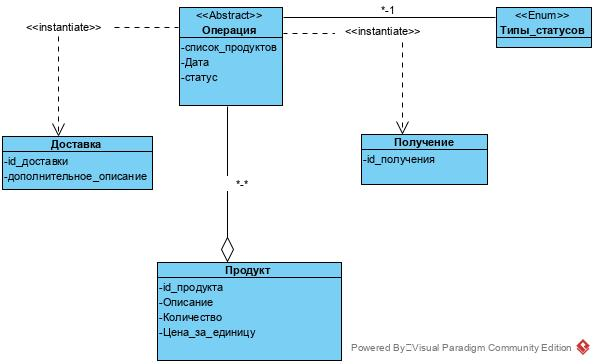 <<Abstract>>
Операция
-список_продуктов
-Дата
-статус
*-1
<<Enum>>
Типы_статусов
<<instantiate>>
<<instantiate>>
Доставка
-id_доставки
-дополнительное_описание
Получение
-id_получения
*-*
Продукт
-id_продукта
-Описание
-Количество
-Цена_за_единицу
Powered By Visual Paradigm Community Edition